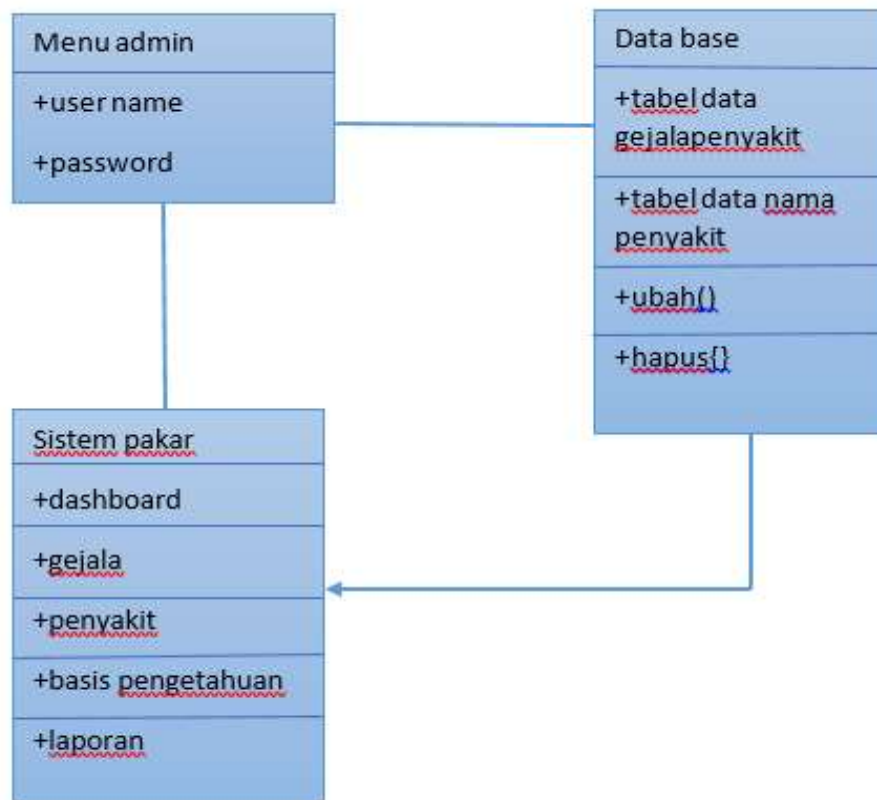 Menu admin
+user name
+password
Data base
+tabel data
gejalapenyakit
+tabel data nama
penyakit
+ubah()
+hapus{}
Sistem pakar
+dashboard
+gejala
+penyakit
+basis pengetahuan
+laporan